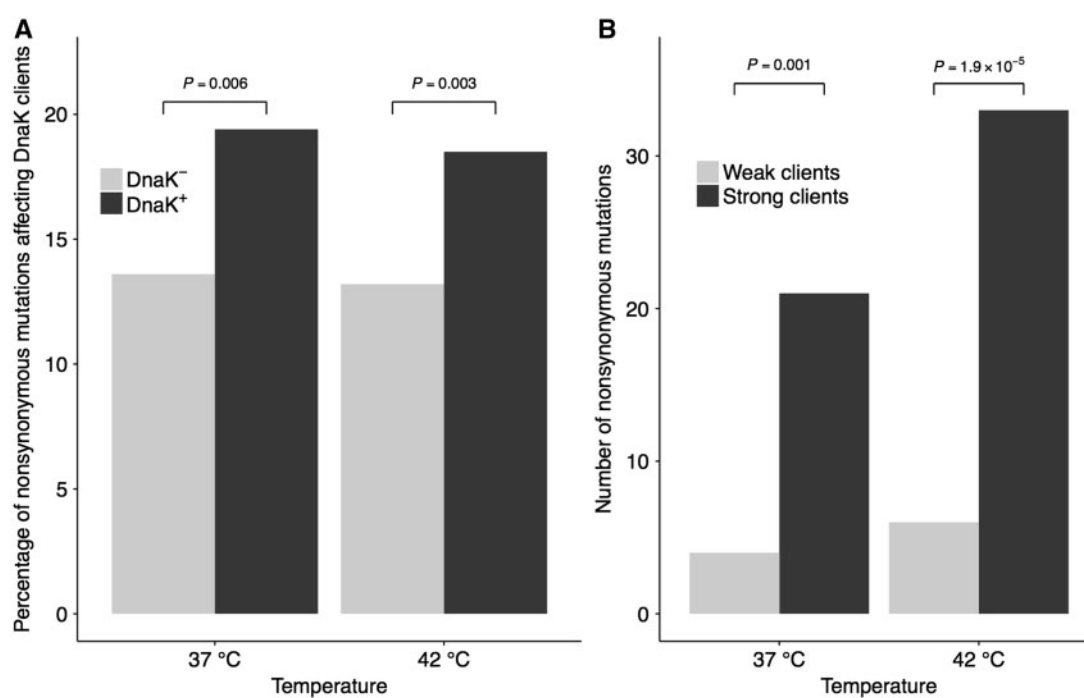 A
Percentage of nonsynonymous mutations affecting DnaK clients
20
15
10
5
0
P = 0.006
P = 0.003
DnaK⁻
DnaK⁺
37 °C
42 °C
Temperature
B
Number of nonsynonymous mutations
30
20
10
0
P = 0.001
P = 1.9 × 10⁻⁵
Weak clients
Strong clients
37 °C
42 °C
Temperature